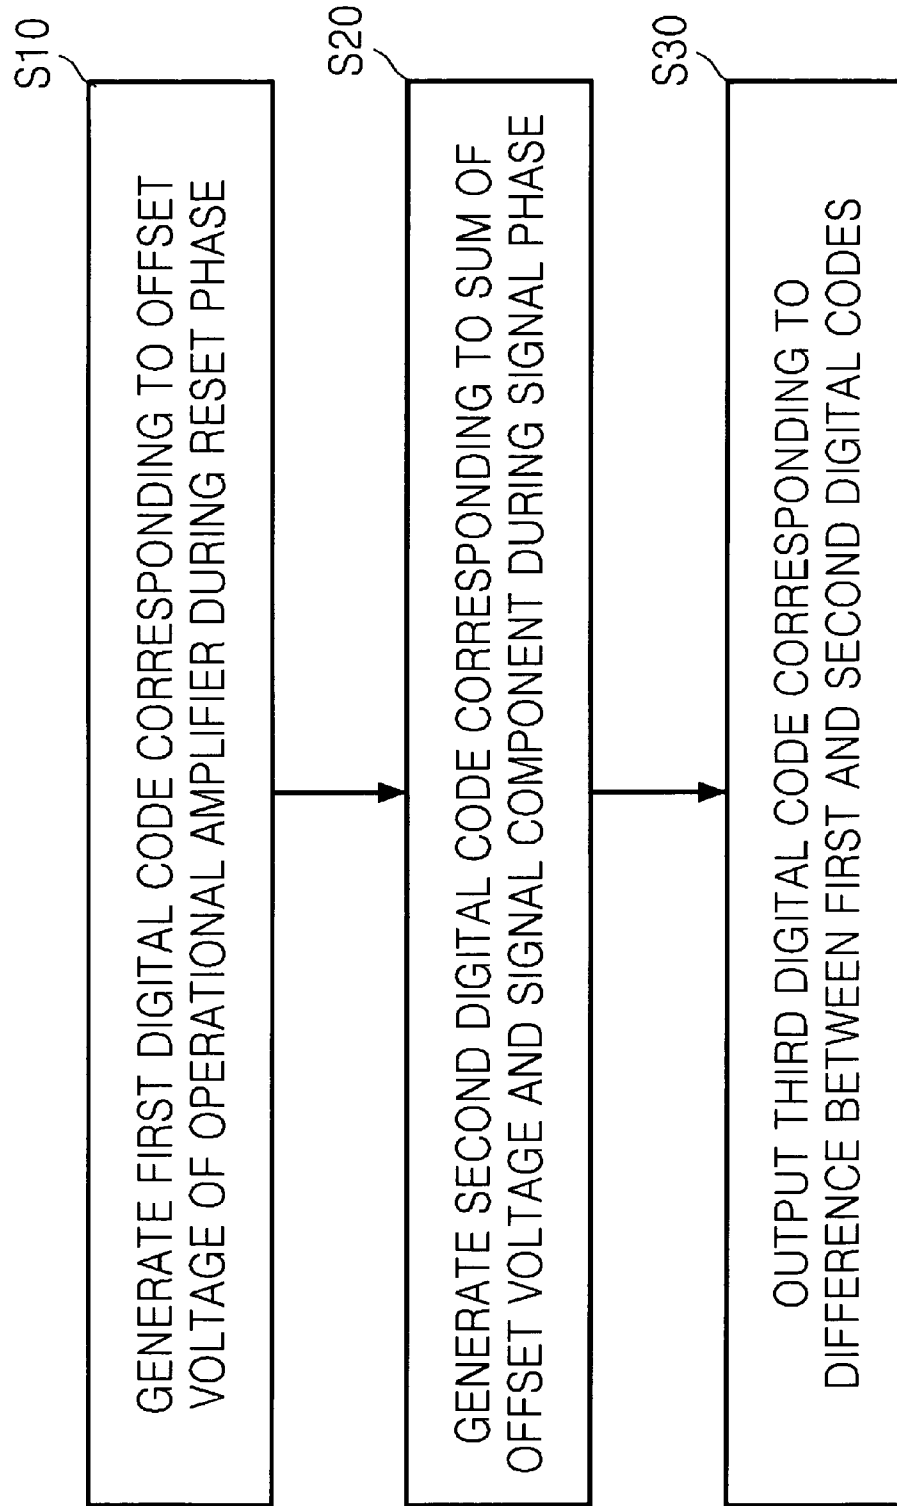 S10
GENERATE FIRST DIGITAL CODE CORRESPONDING TO OFFSET
VOLTAGE OF OPERATIONAL AMPLIFIER DURING RESET PHASE
S20
GENERATE SECOND DIGITAL CODE CORRESPONDING TO SUM OF
OFFSET VOLTAGE AND SIGNAL COMPONENT DURING SIGNAL PHASE
S30
OUTPUT THIRD DIGITAL CODE CORRESPONDING TO
DIFFERENCE BETWEEN FIRST AND SECOND DIGITAL CODES